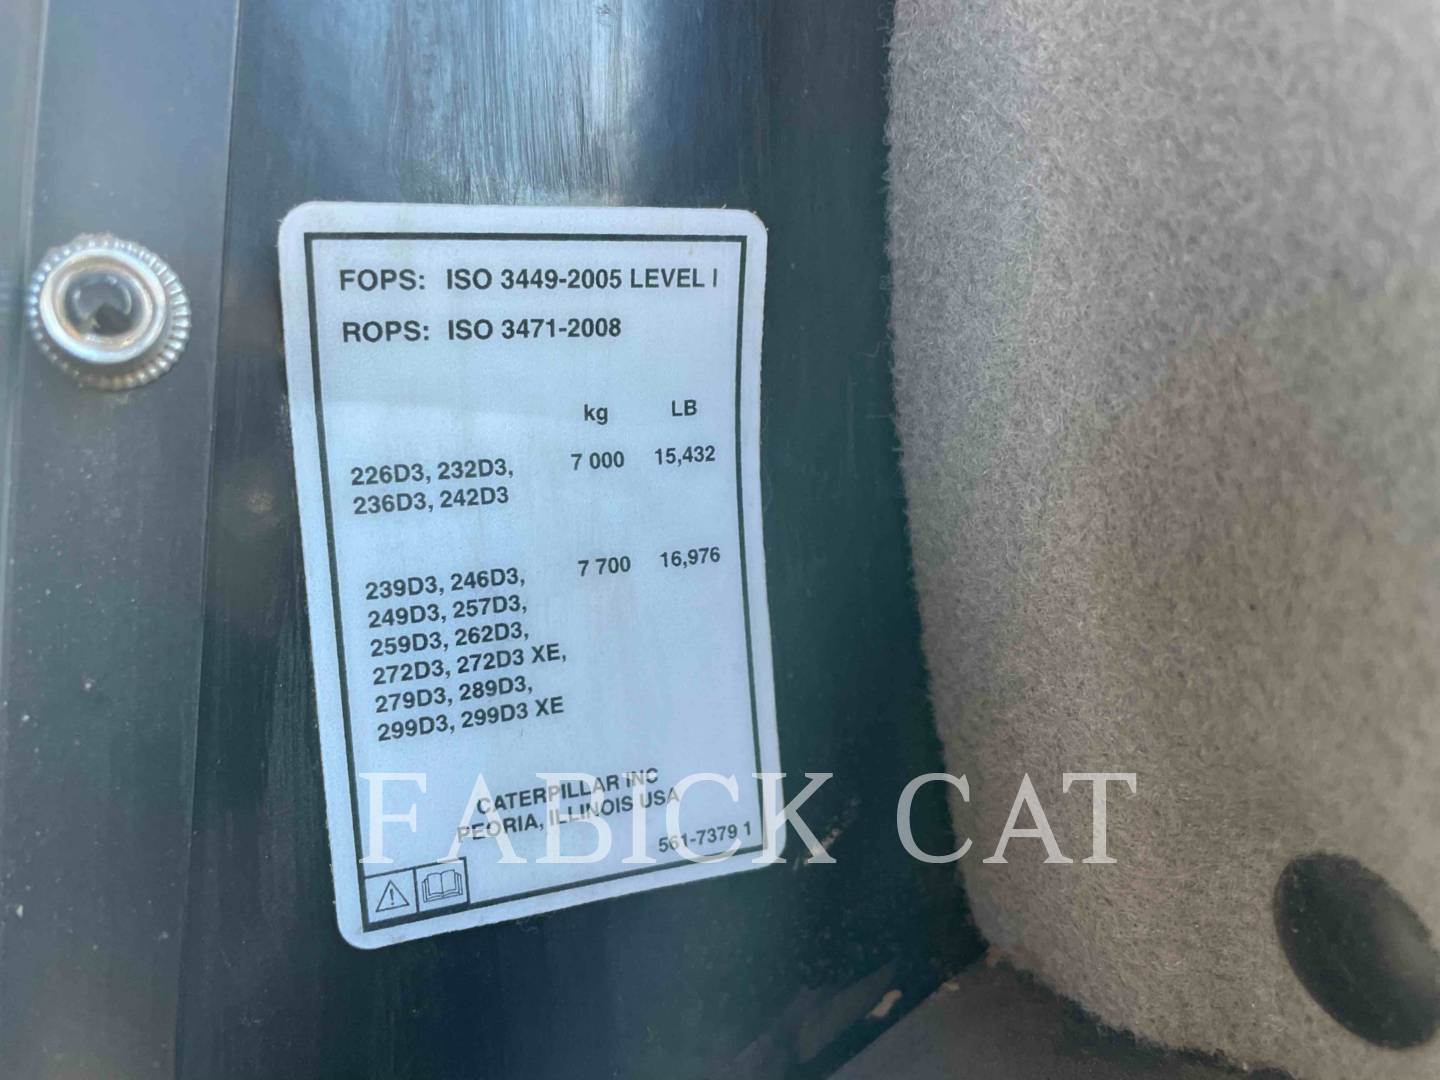 FOPS: ISO 3449-2005 LEVEL I
ROPS: ISO 3471-2008
kg LB
226D3, 232D3, 7 000 15,432
236D3, 242D3
239D3, 246D3, 7 700 16,976
249D3, 257D3,
259D3, 262D3,
272D3, 272D3 XE,
279D3, 289D3,
299D3, 299D3 XE
CATERPILLAR INC
PEORIA, ILLINOIS USA
561-7379 1
FABICK CAT